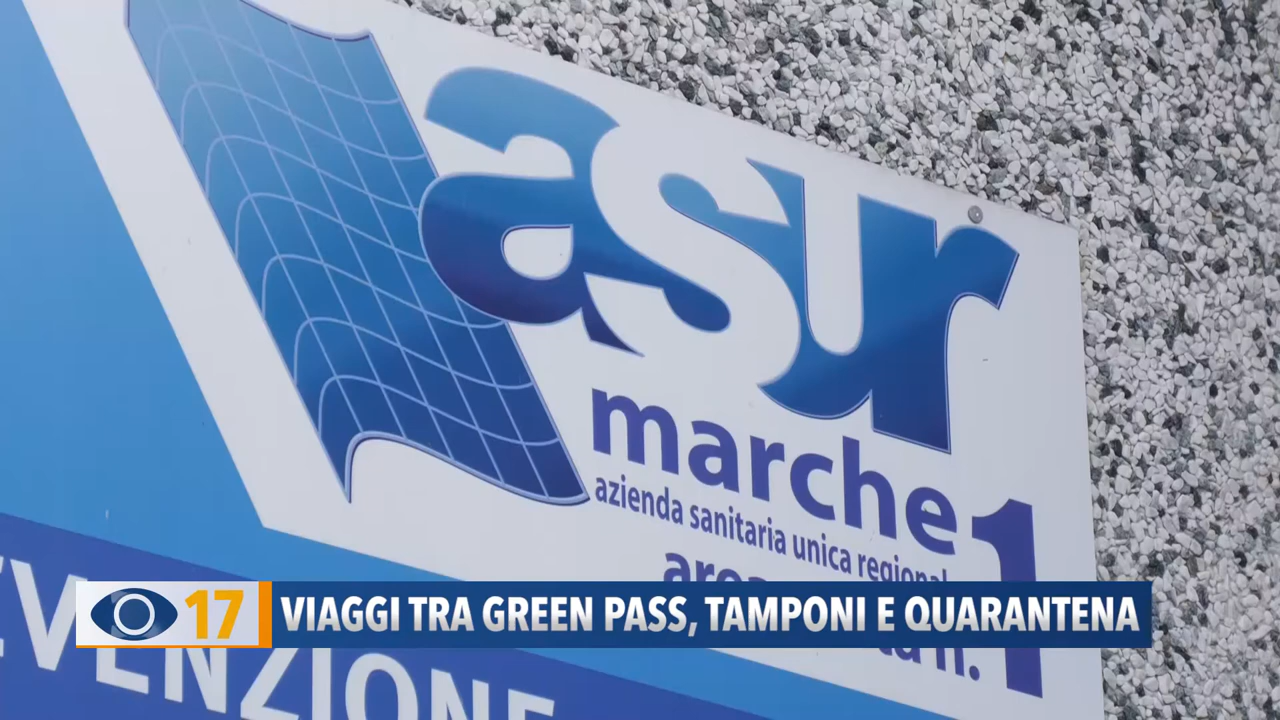 asur
marche
azienda sanitaria unica regional
1
17
VIAGGI TRA GREEN PASS, TAMPONI E QUARANTENA
n.